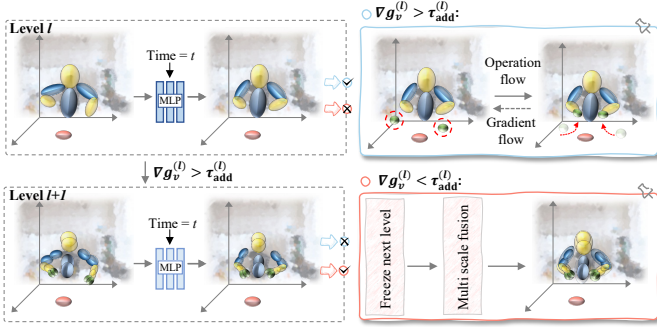 Level l
Time = t
MLP
∇g_v^(l) > τ_add^(l):
Operation
flow
Gradient
flow
∇g_v^(l) > τ_add^(l)
Level l+1
Time = t
MLP
∇g_v^(l) < τ_add^(l):
Freeze next level
Multi scale fusion